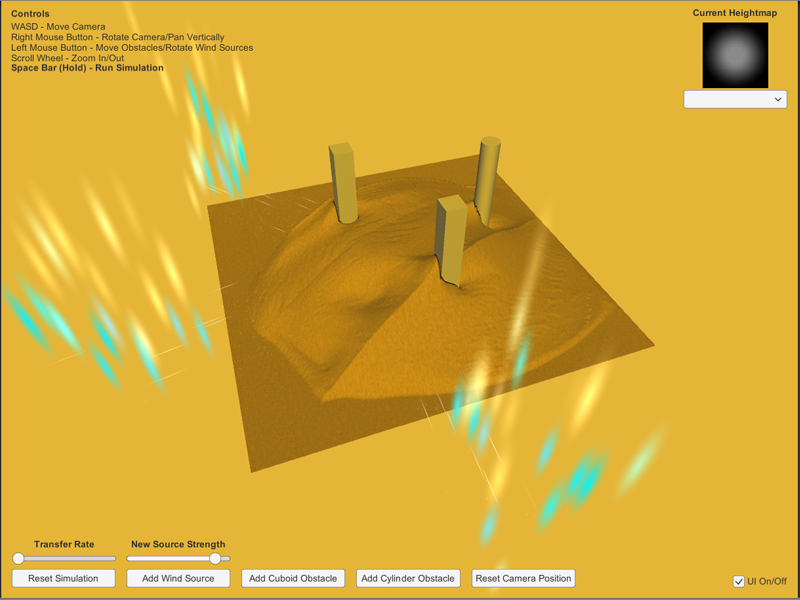 Controls
WASD - Move Camera
Right Mouse Button - Rotate Camera/Pan Vertically
Left Mouse Button - Move Obstacles/Rotate Wind Sources
Scroll Wheel - Zoom In/Out
Space Bar (Hold) - Run Simulation
Current Heightmap
Transfer Rate
New Source Strength
Reset Simulation
Add Wind Source
Add Cuboid Obstacle
Add Cylinder Obstacle
Reset Camera Position
UI On/Off